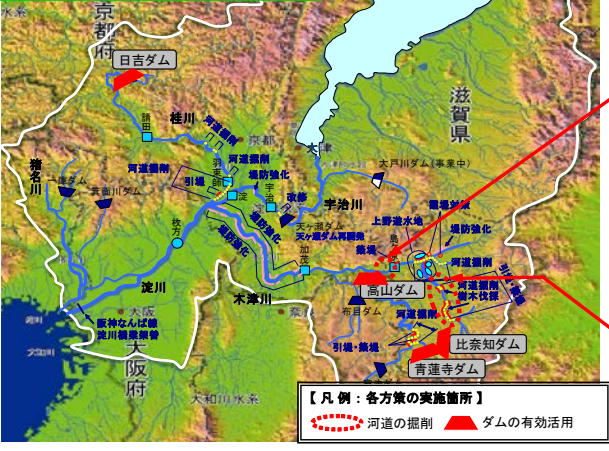 京都府
日吉ダム
滋賀県
桂川
請田
河道掘削
京都
大津
猪名川
河道掘削
羽束師
大戸川ダム(事業中)
一庫ダム
箕面川ダム
引堤
淀
堤防強化
宇治
改修
宇治川
上野遊水地
堤防強化
枚方
堤防強化
堤防強化
天ヶ瀬ダム
天ヶ瀬ダム再開発
加茂
築堤
河道掘削
淀川
木津川
高山ダム
河道掘削
樹木伐採
大阪
阪神なんば線
淀川橋梁架替
布目ダム
河道掘削
比奈知ダム
大阪府
引堤・築堤
青蓮寺ダム
大和川水系
【凡例:各方策の実施箇所】
河道の掘削
ダムの有効活用